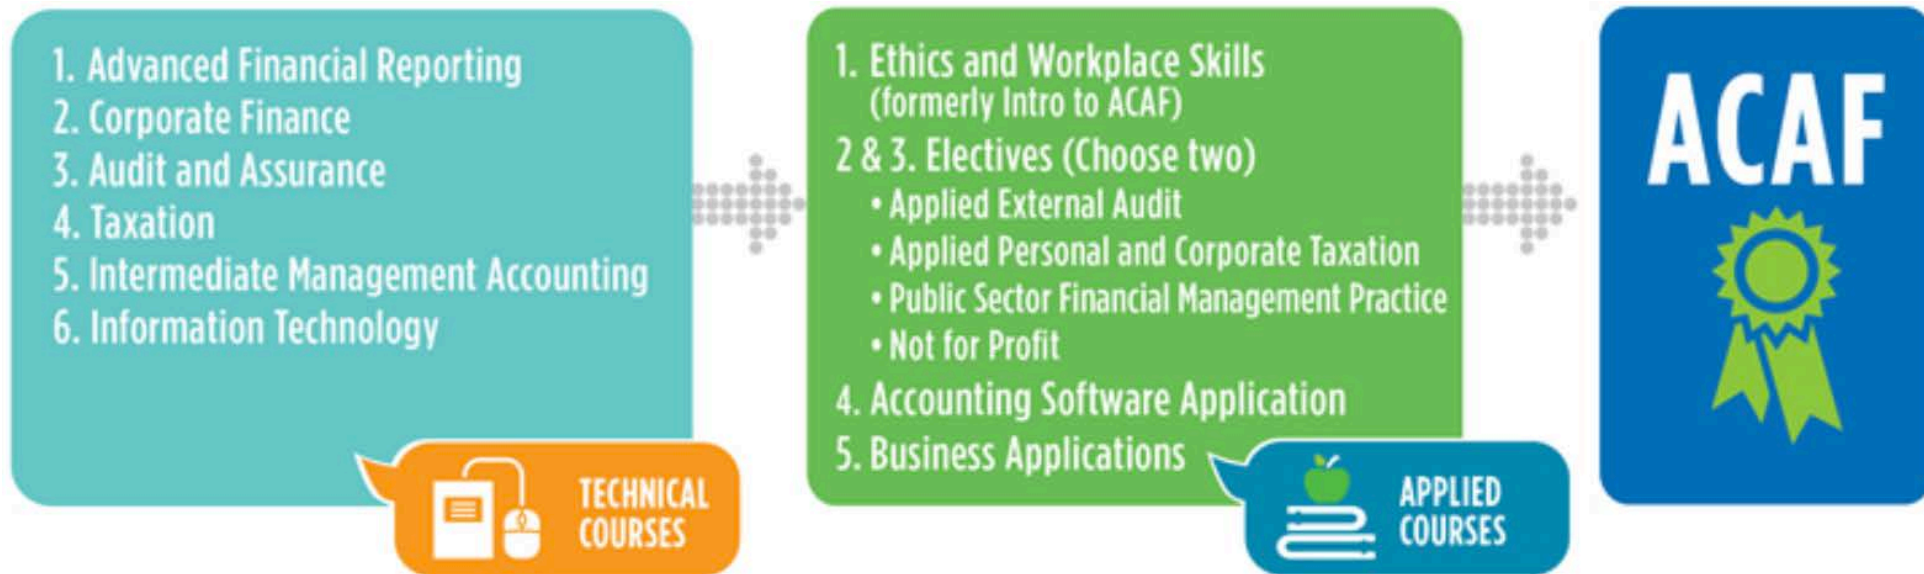 1. Advanced Financial Reporting
2. Corporate Finance
3. Audit and Assurance
4. Taxation
5. Intermediate Management Accounting
6. Information Technology
TECHNICAL
COURSES
1. Ethics and Workplace Skills
(formerly Intro to ACAF)
2 & 3. Electives (Choose two)
• Applied External Audit
• Applied Personal and Corporate Taxation
• Public Sector Financial Management Practice
• Not for Profit
4. Accounting Software Application
5. Business Applications
APPLIED
COURSES
ACAF